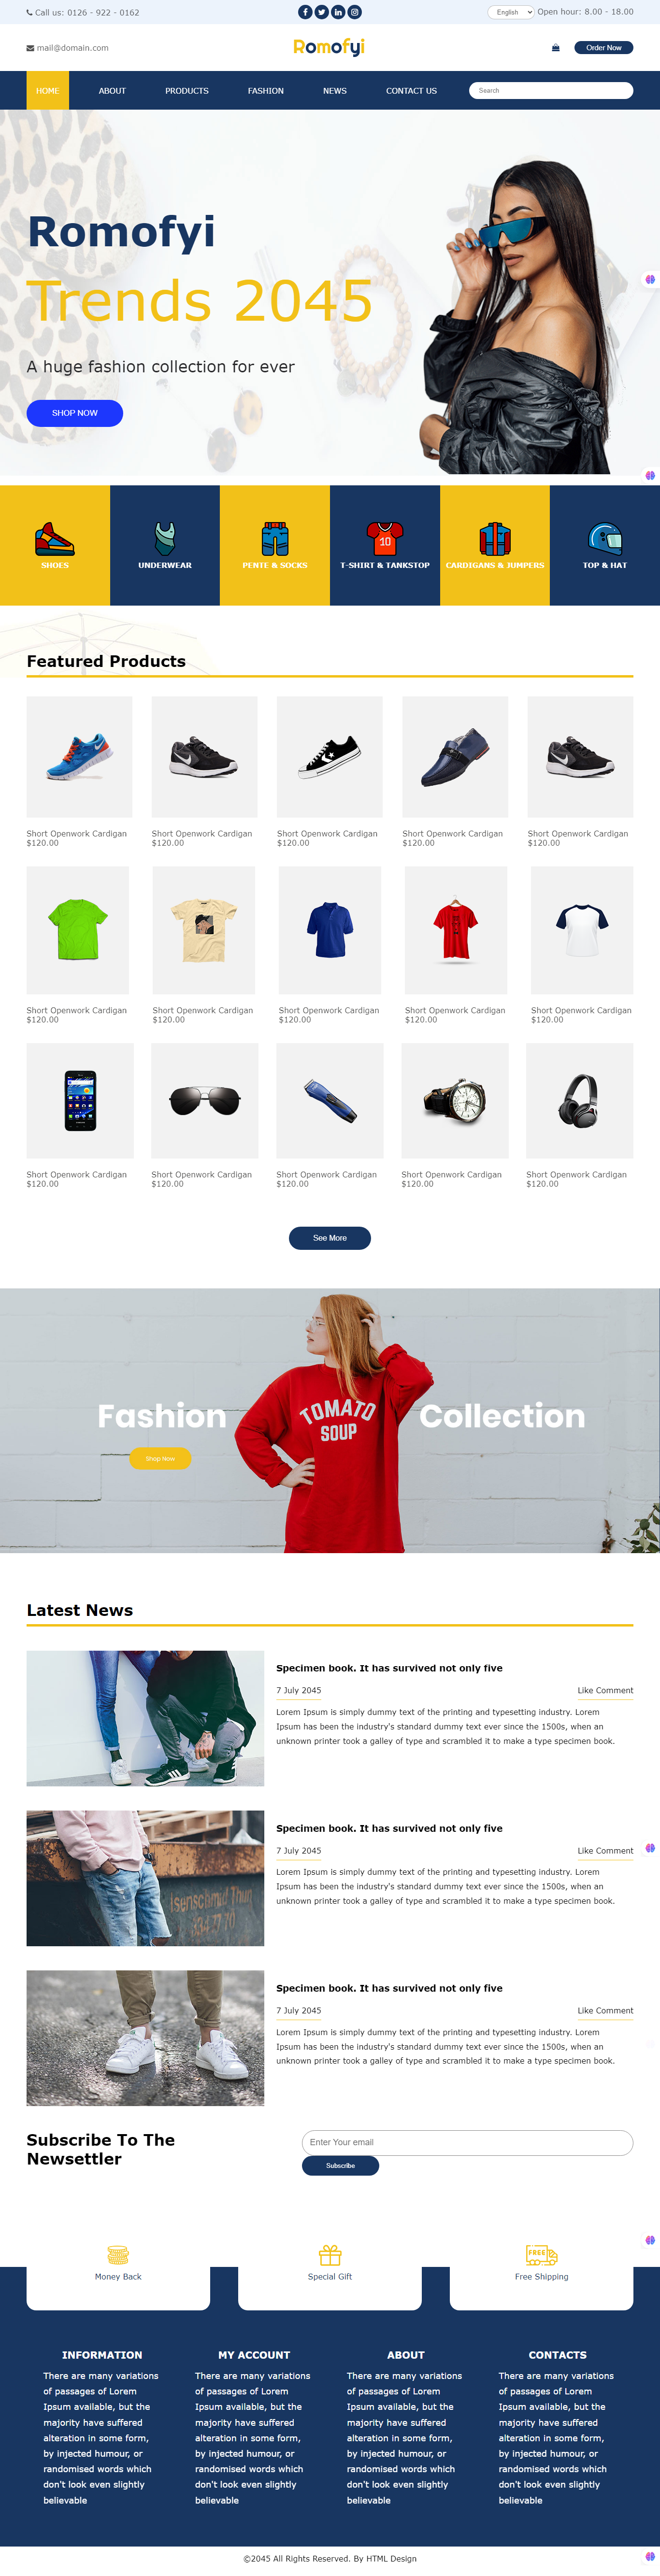 Call us: 0126 - 922 - 0162
English
Open hour: 8.00 - 18.00
mail@domain.com
Romofyi
Order Now
HOME
ABOUT
PRODUCTS
FASHION
NEWS
CONTACT US
Search
Romofyi
Trends 2045
A huge fashion collection for ever
SHOP NOW
10
SHOES
UNDERWEAR
PENTE & SOCKS
T-SHIRT & TANKSTOP
CARDIGANS & JUMPERS
TOP & HAT
Featured Products
Short Openwork Cardigan
$120.00
Short Openwork Cardigan
$120.00
Short Openwork Cardigan
$120.00
Short Openwork Cardigan
$120.00
Short Openwork Cardigan
$120.00
Short Openwork Cardigan
$120.00
Short Openwork Cardigan
$120.00
Short Openwork Cardigan
$120.00
Short Openwork Cardigan
$120.00
Short Openwork Cardigan
$120.00
Short Openwork Cardigan
$120.00
Short Openwork Cardigan
$120.00
Short Openwork Cardigan
$120.00
Short Openwork Cardigan
$120.00
Short Openwork Cardigan
$120.00
See More
Fashion
Collection
TOMATO
SOUP
Shop Now
Latest News
Specimen book. It has survived not only five
7 July 2045
Like Comment
Lorem Ipsum is simply dummy text of the printing and typesetting industry. Lorem
Ipsum has been the industry's standard dummy text ever since the 1500s, when an
unknown printer took a galley of type and scrambled it to make a type specimen book.
Specimen book. It has survived not only five
7 July 2045
Like Comment
Lorem Ipsum is simply dummy text of the printing and typesetting industry. Lorem
Ipsum has been the industry's standard dummy text ever since the 1500s, when an
unknown printer took a galley of type and scrambled it to make a type specimen book.
Specimen book. It has survived not only five
7 July 2045
Like Comment
Lorem Ipsum is simply dummy text of the printing and typesetting industry. Lorem
Ipsum has been the industry's standard dummy text ever since the 1500s, when an
unknown printer took a galley of type and scrambled it to make a type specimen book.
Subscribe To The
Newsettler
Enter Your email
Subscribe
FREE
Money Back
Special Gift
Free Shipping
INFORMATION
There are many variations
of passages of Lorem
Ipsum available, but the
majority have suffered
alteration in some form,
by injected humour, or
randomised words which
don't look even slightly
believable
MY ACCOUNT
There are many variations
of passages of Lorem
Ipsum available, but the
majority have suffered
alteration in some form,
by injected humour, or
randomised words which
don't look even slightly
believable
ABOUT
There are many variations
of passages of Lorem
Ipsum available, but the
majority have suffered
alteration in some form,
by injected humour, or
randomised words which
don't look even slightly
believable
CONTACTS
There are many variations
of passages of Lorem
Ipsum available, but the
majority have suffered
alteration in some form,
by injected humour, or
randomised words which
don't look even slightly
believable
©2045 All Rights Reserved. By HTML Design